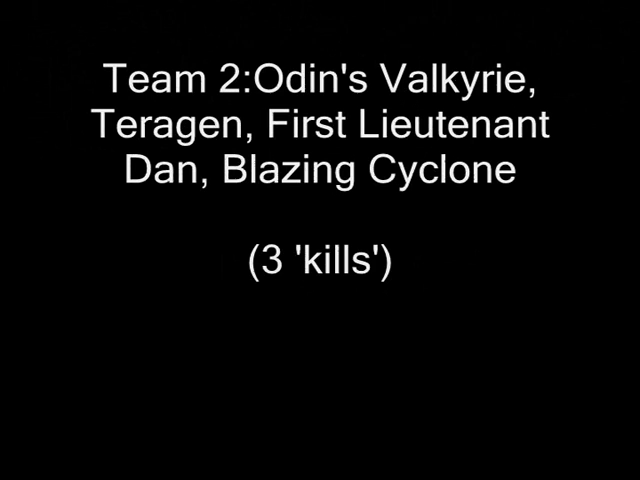 Team 2:Odin's Valkyrie,
Teragen, First Lieutenant
Dan, Blazing Cyclone
(3 'kills')